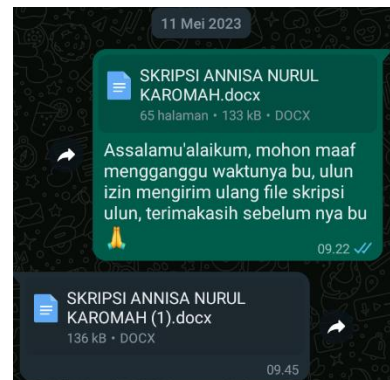 11 Mei 2023
SKRIPSI ANNISA NURUL
KAROMAH.docx
65 halaman • 133 kB • DOCX
Assalamu'alaikum, mohon maaf
mengganggu waktunya bu, ulun
izin mengirim ulang file skripsi
ulun, terimakasih sebelum nya bu
🙏
09.22
SKRIPSI ANNISA NURUL
KAROMAH (1).docx
136 kB • DOCX
09.45